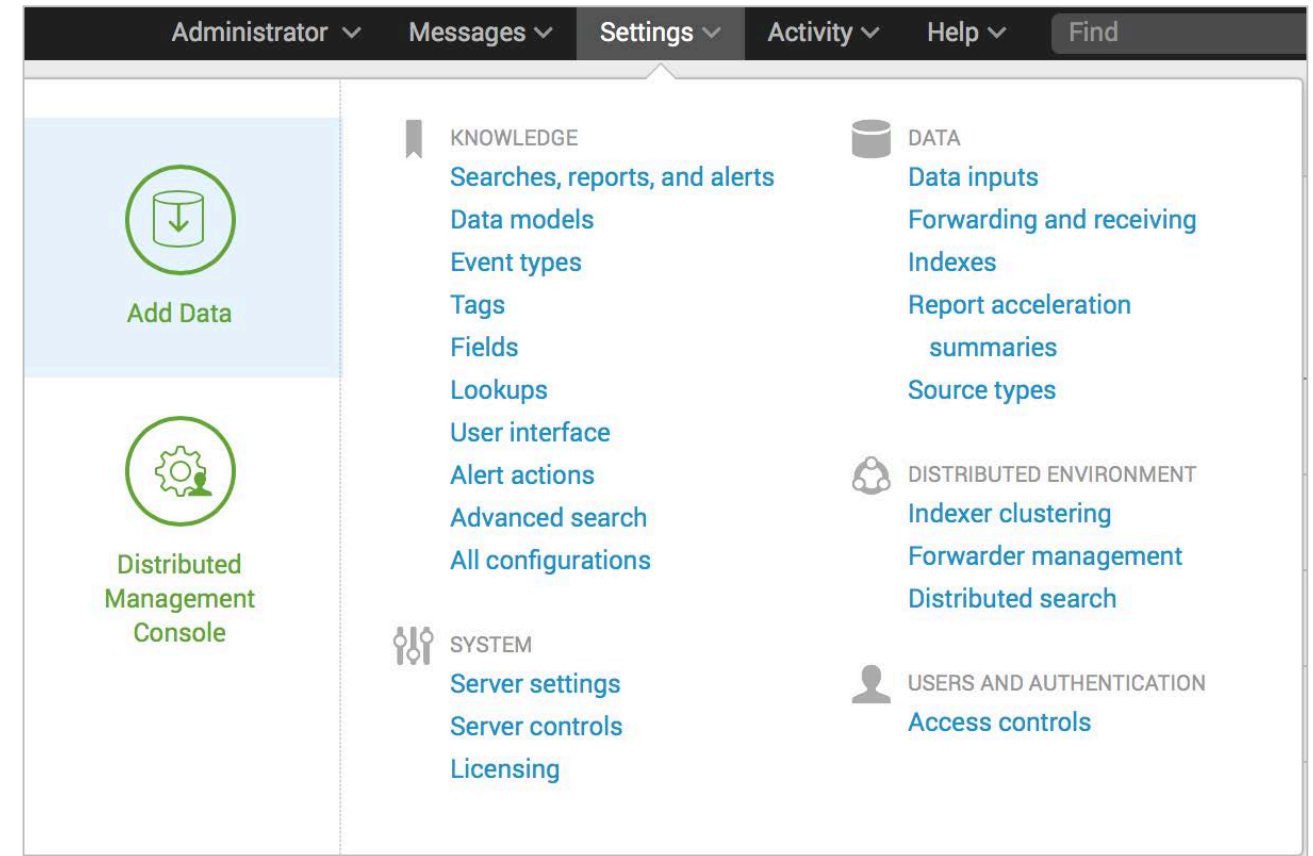 Administrator Messages Settings Activity Help Find
Add Data
Distributed
Management
Console
KNOWLEDGE
Searches, reports, and alerts
Data models
Event types
Tags
Fields
Lookups
User interface
Alert actions
Advanced search
All configurations
SYSTEM
Server settings
Server controls
Licensing
DATA
Data inputs
Forwarding and receiving
Indexes
Report acceleration
summaries
Source types
DISTRIBUTED ENVIRONMENT
Indexer clustering
Forwarder management
Distributed search
USERS AND AUTHENTICATION
Access controls